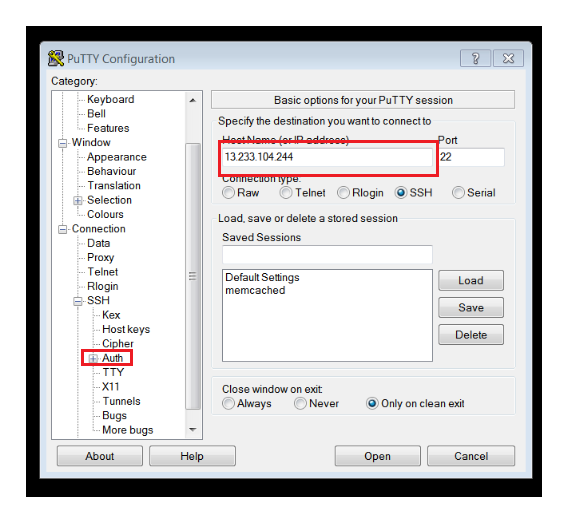 PuTTY Configuration
Category:
Keyboard
Bell
Features
Window
Appearance
Behaviour
Translation
Selection
Colours
Connection
Data
Proxy
Telnet
Rlogin
SSH
Kex
Host keys
Cipher
Auth
TTY
X11
Tunnels
Bugs
More bugs
Basic options for your PuTTY session
Specify the destination you want to connect to
Host Name (or IP address) Port
13.233.104.244 22
Connection type:
Raw Telnet Rlogin SSH Serial
Load, save or delete a stored session
Saved Sessions
Default Settings
memcached
Load
Save
Delete
Close window on exit:
Always Never Only on clean exit
About Help Open Cancel